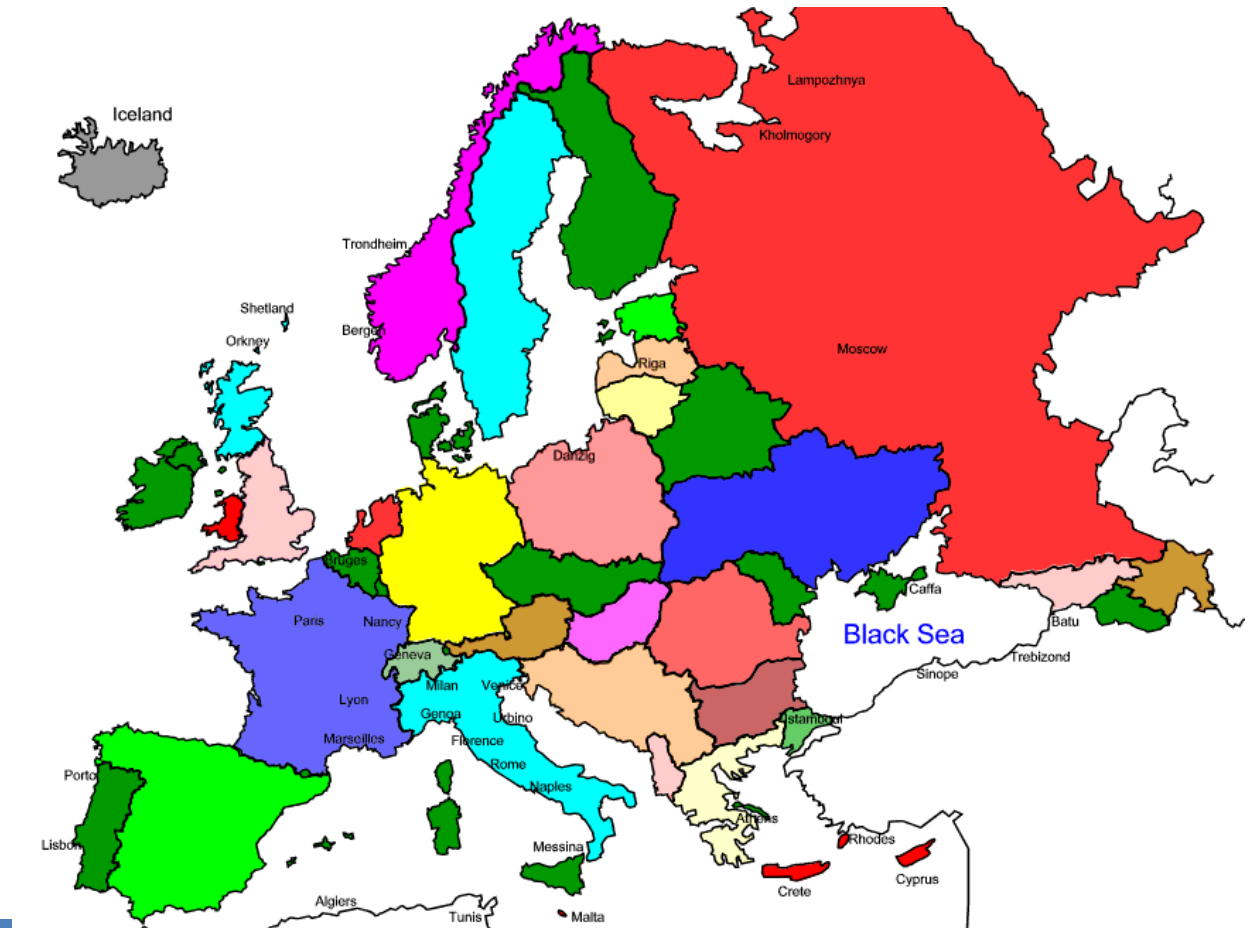 Lampozhnya
Iceland
Kholmogory
Trondheim
Shetland
Bergen
Orkney
Moscow
Riga
Danzig
Bruges
Caffa
Paris
Nancy
Batu
Black Sea
Geneva
Trebizond
Sinope
Milan
Venice
Lyon
Genoa
Urbino
Istamboul
Marseilles
Florence
Rome
Porto
Naples
Athens
Rhodes
Lisbon
Messina
Cyprus
Crete
Algiers
Tunis
Malta